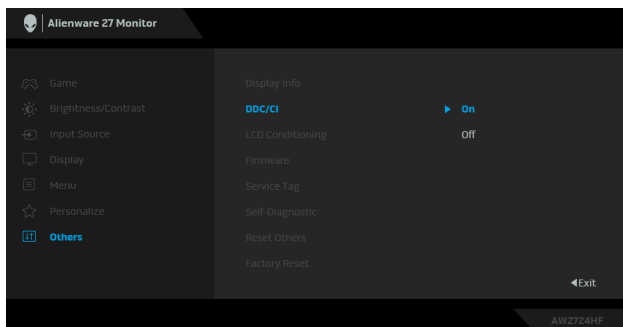 Alienware 27 Monitor
Game
Brightness/Contrast
Input Source
Display
Menu
Personalize
Others
Display Info
DDC/CI
On
LCD Conditioning
Off
Firmware
Service Tag
Self-Diagnostic
Reset Others
Factory Reset
Exit
AW2724HF